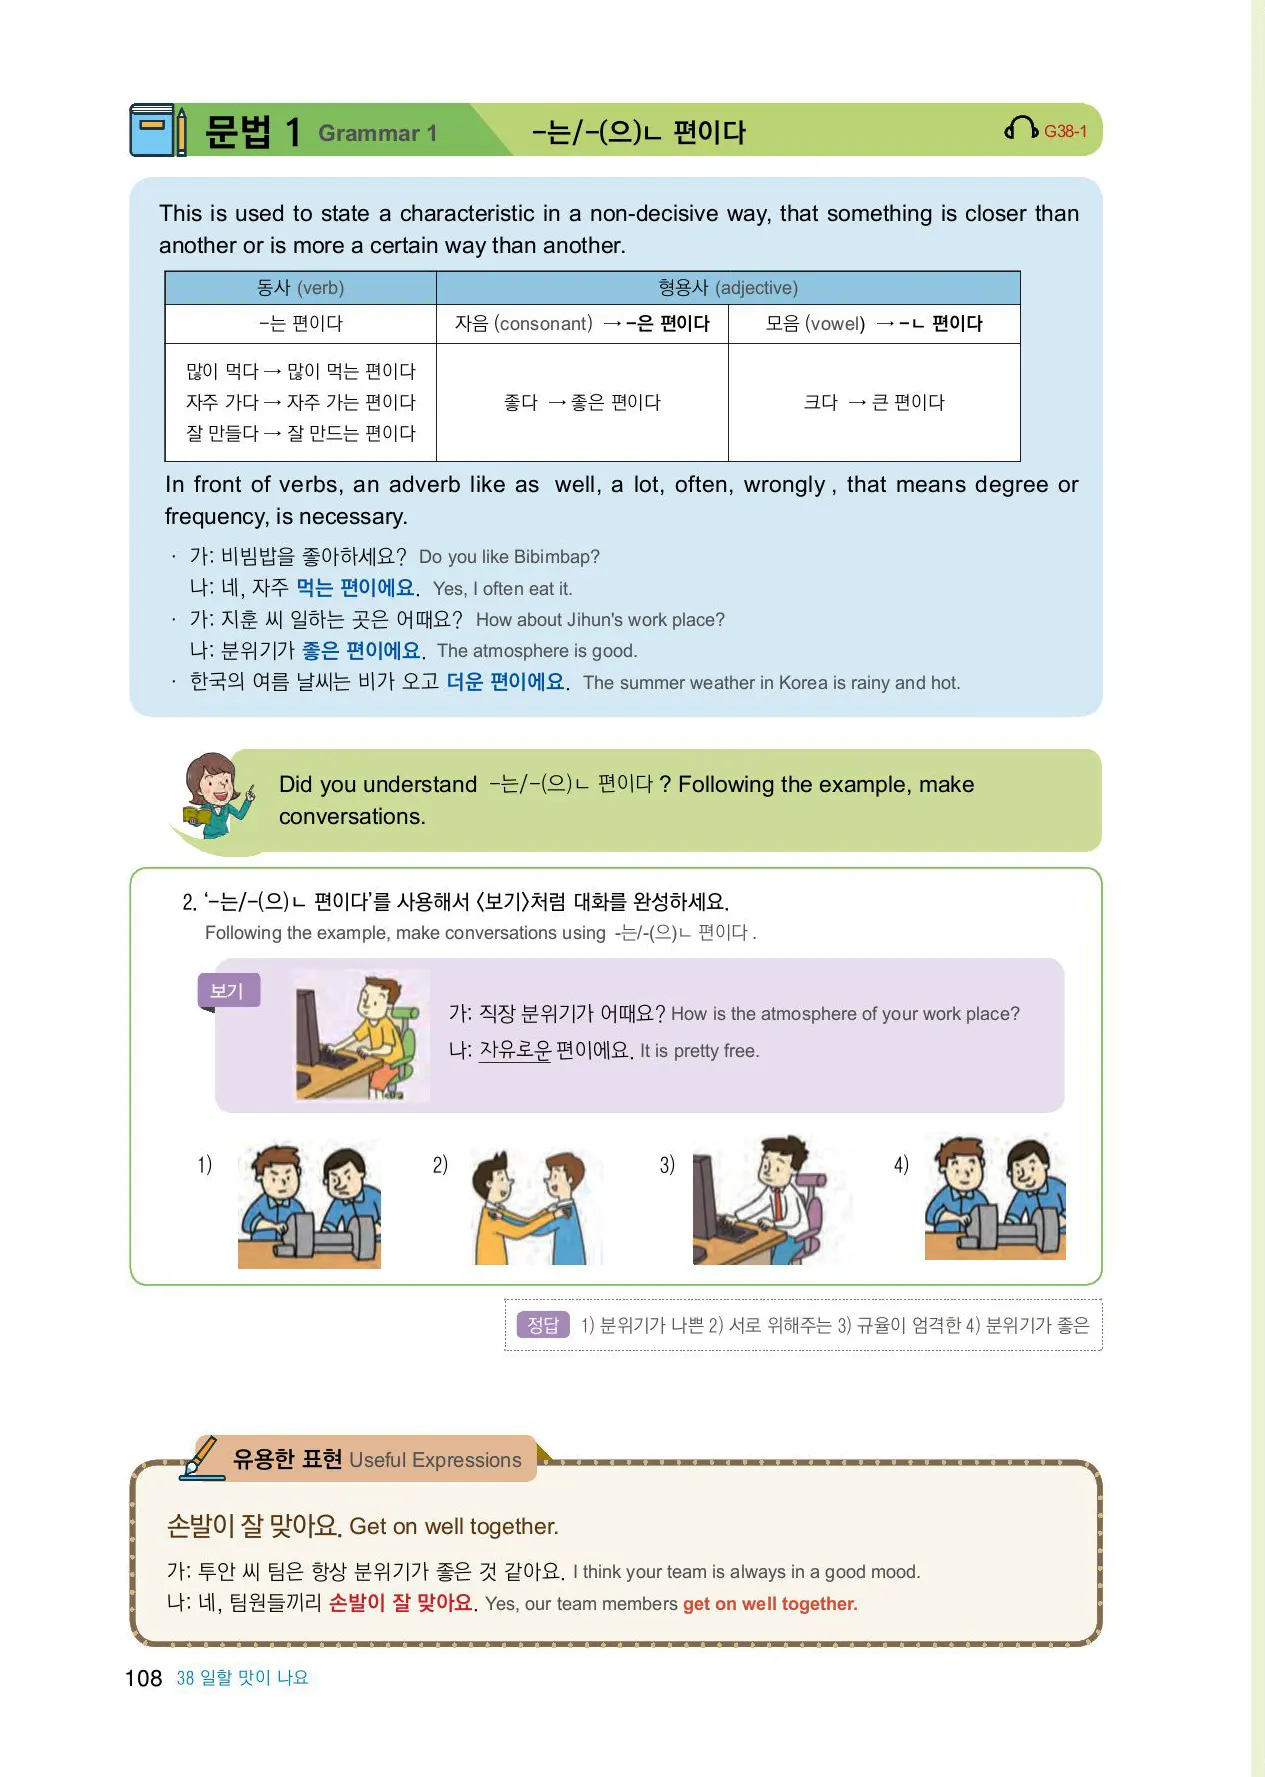 문법 1 Grammar 1 -는/-(으)ㄴ 편이다 G38-1
This is used to state a characteristic in a non-decisive way, that something is closer than
another or is more a certain way than another.
동사 (verb) 형용사 (adjective)
-는 편이다 자음 (consonant) → -은 편이다 모음 (vowel) → -ㄴ 편이다
많이 먹다 → 많이 먹는 편이다
자주 가다 → 자주 가는 편이다 좋다 → 좋은 편이다 크다 → 큰 편이다
잘 만들다 → 잘 만드는 편이다
In front of verbs, an adverb like as well, a lot, often, wrongly , that means degree or
frequency, is necessary.
· 가: 비빔밥을 좋아하세요? Do you like Bibimbap?
나: 네, 자주 먹는 편이에요. Yes, I often eat it.
· 가: 지훈 씨 일하는 곳은 어때요? How about Jihun's work place?
나: 분위기가 좋은 편이에요. The atmosphere is good.
· 한국의 여름 날씨는 비가 오고 더운 편이에요. The summer weather in Korea is rainy and hot.
Did you understand -는/-(으)ㄴ 편이다 ? Following the example, make
conversations.
2. ‘-는/-(으)ㄴ 편이다’를 사용해서 〈보기〉처럼 대화를 완성하세요.
Following the example, make conversations using -는/-(으)ㄴ 편이다 .
보기
가: 직장 분위기가 어때요? How is the atmosphere of your work place?
나: 자유로운 편이에요. It is pretty free.
1) 2) 3) 4)
정답 1) 분위기가 나쁜 2) 서로 위해주는 3) 규율이 엄격한 4) 분위기가 좋은
유용한 표현 Useful Expressions
손발이 잘 맞아요. Get on well together.
가: 투안 씨 팀은 항상 분위기가 좋은 것 같아요. I think your team is always in a good mood.
나: 네, 팀원들끼리 손발이 잘 맞아요. Yes, our team members get on well together.
108 38 일할 맛이 나요